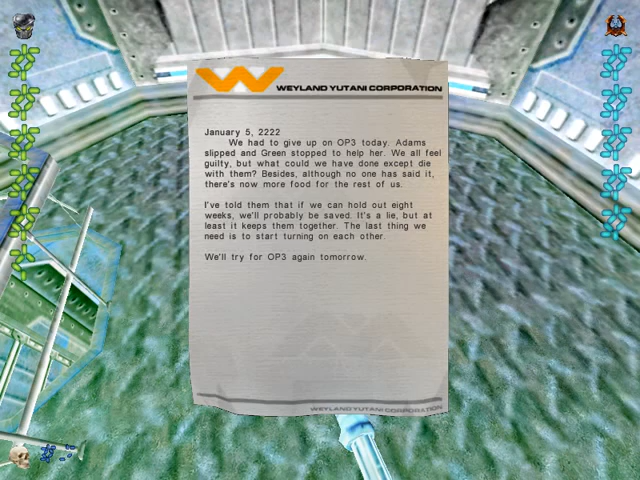 WEYLAND YUTANI CORPORATION
January 5, 2222
We had to give up on OP3 today. Adams
slipped and Green stopped to help her. We all feel
guilty, but what could we have done except die
with them? Besides, although no one has said it,
there's now more food for the rest of us.
I've told them that if we can hold out eight
weeks, we'll probably be saved. It's a lie, but at
least it keeps them together. The last thing we
need is to start turning on each other.
We'll try for OP3 again tomorrow.
WEYLAND YUTANI CORPORATION